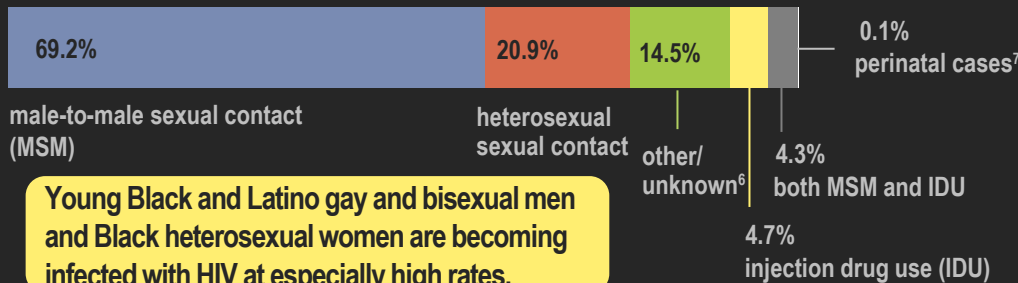 69.2%
20.9%
14.5%
0.1%
perinatal cases⁷
male-to-male sexual contact
(MSM)
heterosexual
sexual contact
other/
unknown⁶
4.3%
both MSM and IDU
4.7%
injection drug use (IDU)
Young Black and Latino gay and bisexual men
and Black heterosexual women are becoming
infected with HIV at especially high rates.